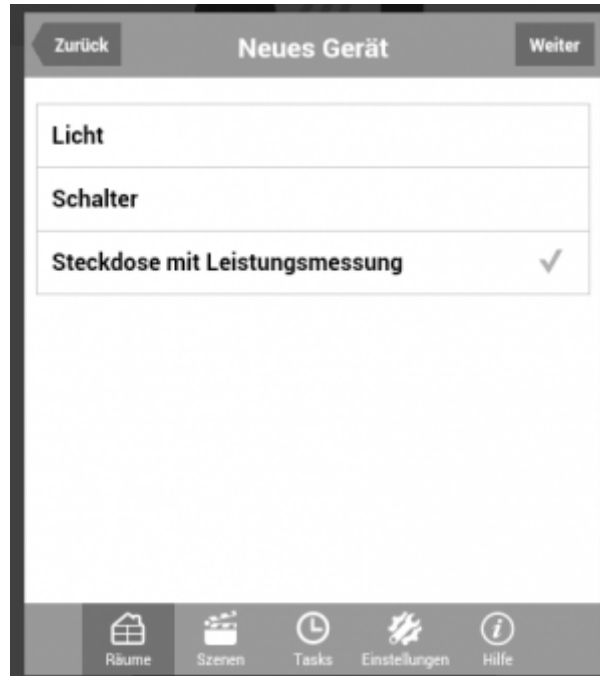 Zurück
Neues Gerät
Weiter
Licht
Schalter
Steckdose mit Leistungsmessung
Räume
Szenen
Tasks
Einstellungen
Hilfe